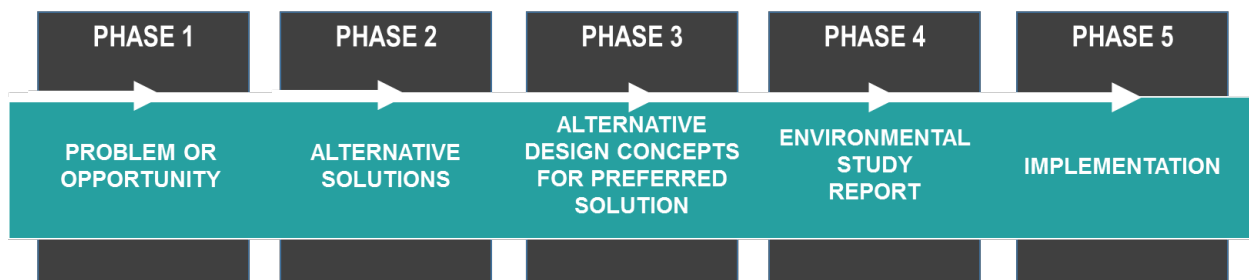 PHASE 1
PHASE 2
PHASE 3
PHASE 4
PHASE 5
PROBLEM OR
OPPORTUNITY
ALTERNATIVE
SOLUTIONS
ALTERNATIVE
DESIGN CONCEPTS
FOR PREFERRED
SOLUTION
ENVIRONMENTAL
STUDY
REPORT
IMPLEMENTATION